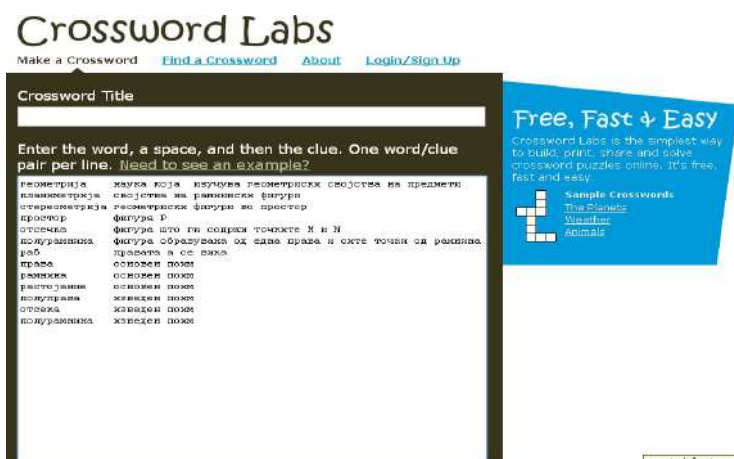 Crossword Labs
Make a Crossword Find a Crossword About Login/Sign Up
Crossword Title
Enter the word, a space, and then the clue. One word/clue
pair per line. Need to see an example?
геометрија наука која изучува геометриски својства на предмети
планиметрија својства на рамнински фигури
стереометрија геометриски фигури во простор
простор фигура Р
отсечка фигура што ги содржи точките M и N
полурамнина фигура образувана од една права и сите точки од рамнина
раб правата а се вика
права основен поим
рамнина основен поим
растојание основен поим
полуправа изведен поим
отсека изведен поим
полурамнина изведен поим
Free, Fast & Easy
Crossword Labs is the simplest way
to build, print, share and solve
crossword puzzles online. It's free,
fast and easy.
Sample Crosswords
The Planets
Weather
Animals